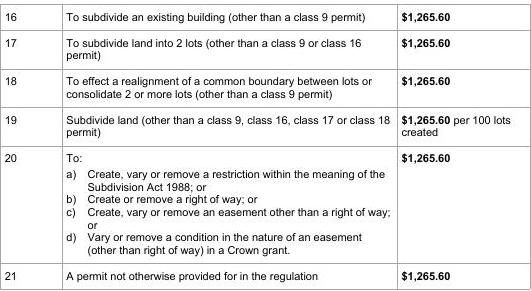 16 To subdivide an existing building (other than a class 9 permit) $1,265.60
17 To subdivide land into 2 lots (other than a class 9 or class 16 $1,265.60
permit)
18 To effect a realignment of a common boundary between lots or $1,265.60
consolidate 2 or more lots (other than a class 9 permit)
19 Subdivide land (other than a class 9, class 16, class 17 or class 18 $1,265.60 per 100 lots
permit) created
20 To: $1,265.60
a) Create, vary or remove a restriction within the meaning of the
Subdivision Act 1988; or
b) Create or remove a right of way; or
c) Create, vary or remove an easement other than a right of way;
or
d) Vary or remove a condition in the nature of an easement
(other than right of way) in a Crown grant.
21 A permit not otherwise provided for in the regulation $1,265.60